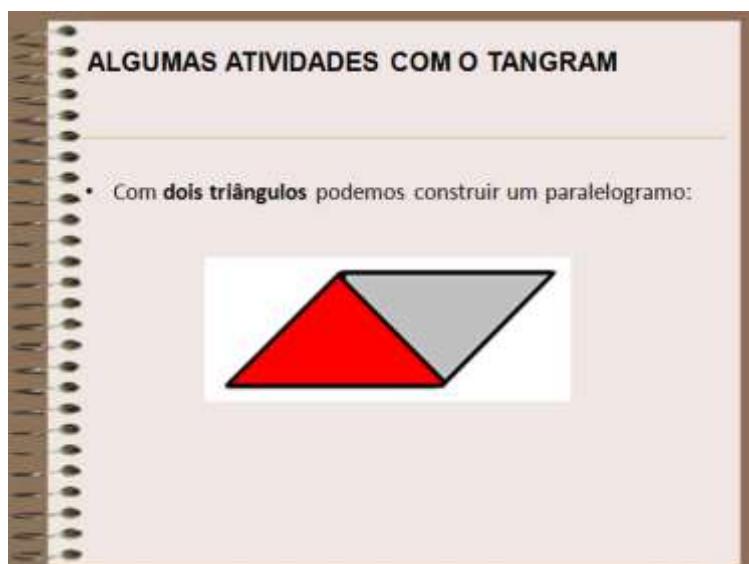 ALGUMAS ATIVIDADES COM O TANGRAM
• Com dois triângulos podemos construir um paralelogramo: